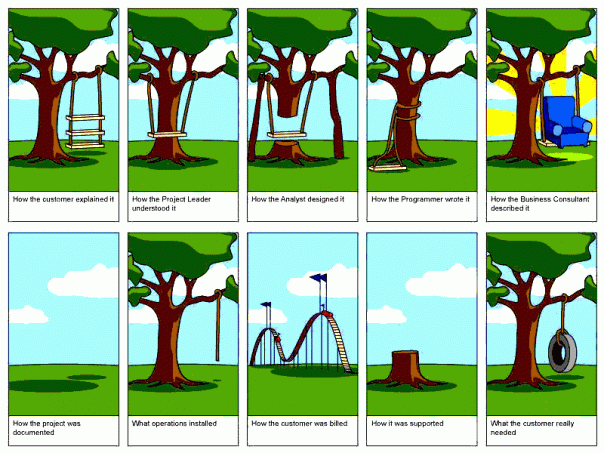 How the customer explained it
How the Project Leader
understood it
How the Analyst designed it
How the Programmer wrote it
How the Business Consultant
described it
How the project was
documented
What operations installed
How the customer was billed
How it was supported
What the customer really
needed